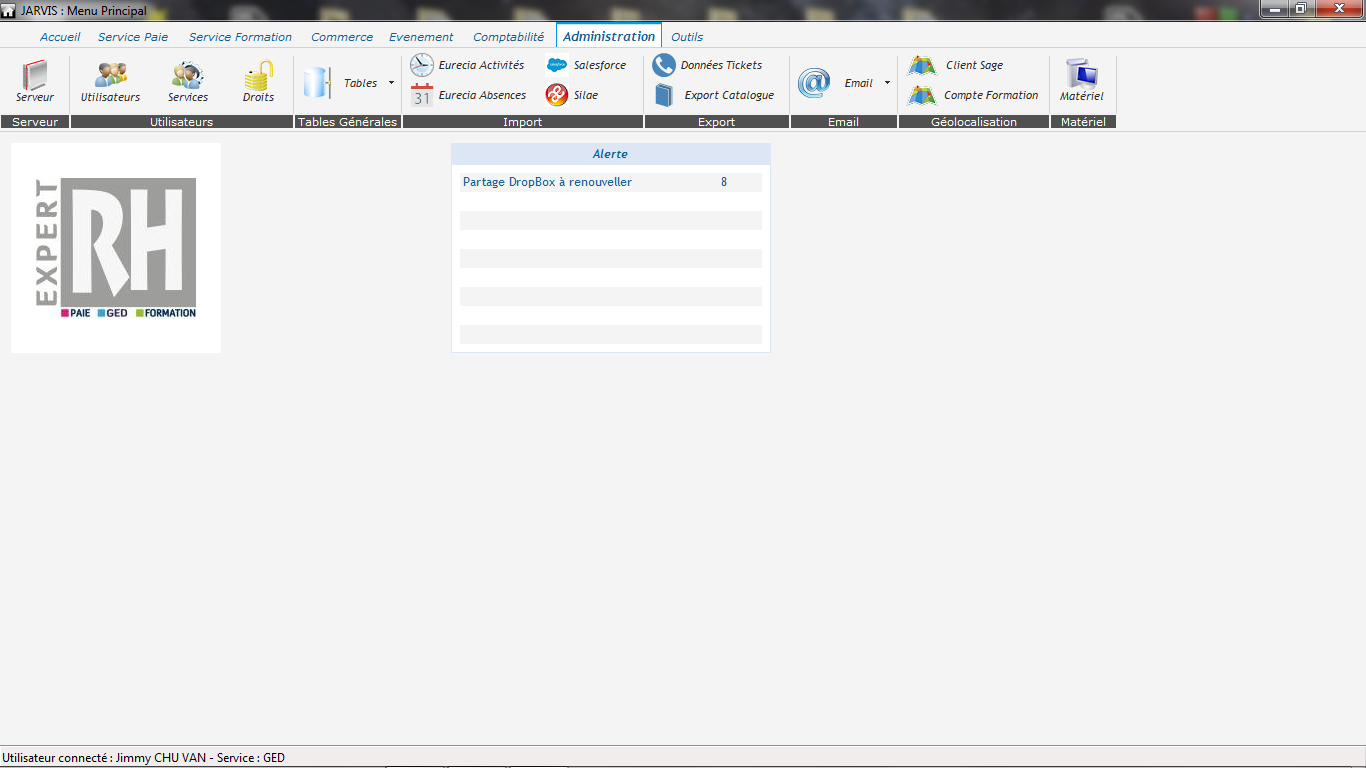 JARVIS : Menu Principal
Accueil Service Paie Service Formation Commerce Evenement Comptabilité Administration Outils
Serveur Utilisateurs Services Droits Tables Eurecia Activités Salesforce Données Tickets Email Client Sage Matériel
31 Eurecia Absences Silae Export Catalogue Compte Formation
Serveur Utilisateurs Tables Générales Import Export Email Géolocalisation Matériel
EXPERT
RH
PAIE GED FORMATION
Alerte
Partage DropBox à renouveller 8
Utilisateur connecté : Jimmy CHU VAN - Service : GED